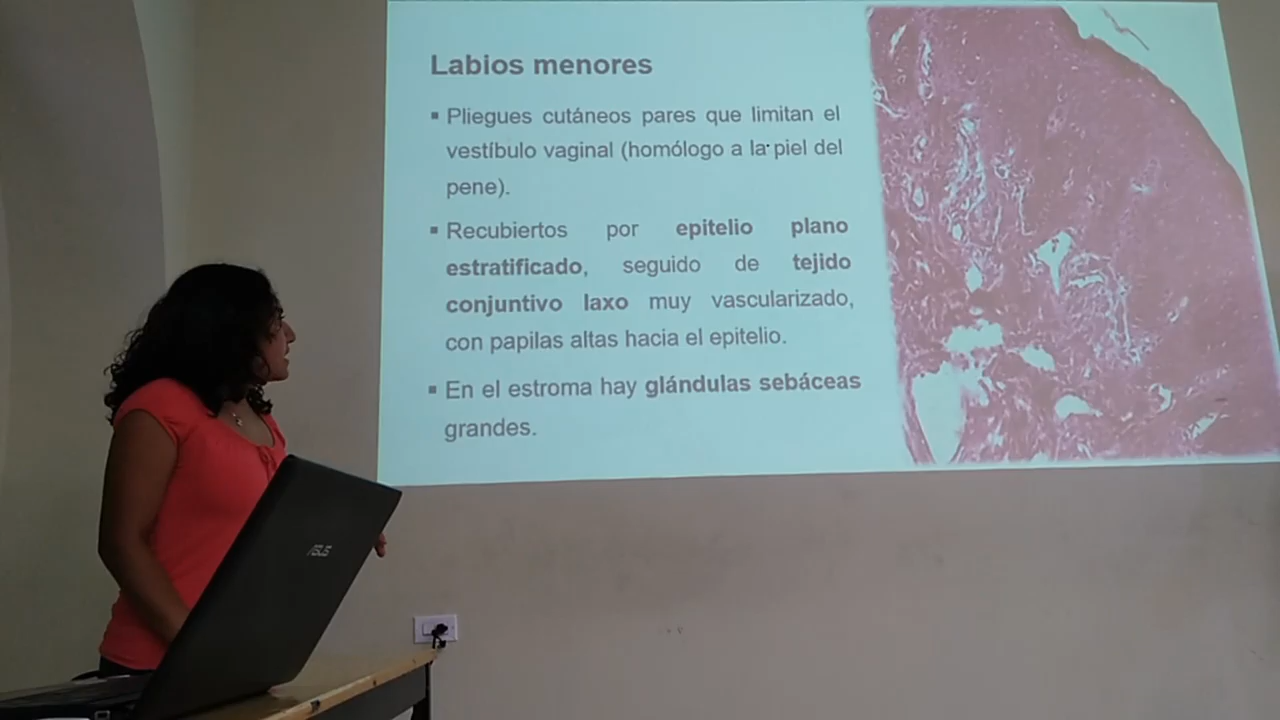 Labios menores
▪ Pliegues cutáneos pares que limitan el
vestíbulo vaginal (homólogo a la piel del
pene).
▪ Recubiertos por epitelio plano
estratificado, seguido de tejido
conjuntivo laxo muy vascularizado,
con papilas altas hacia el epitelio.
▪ En el estroma hay glándulas sebáceas
grandes.
ASUS